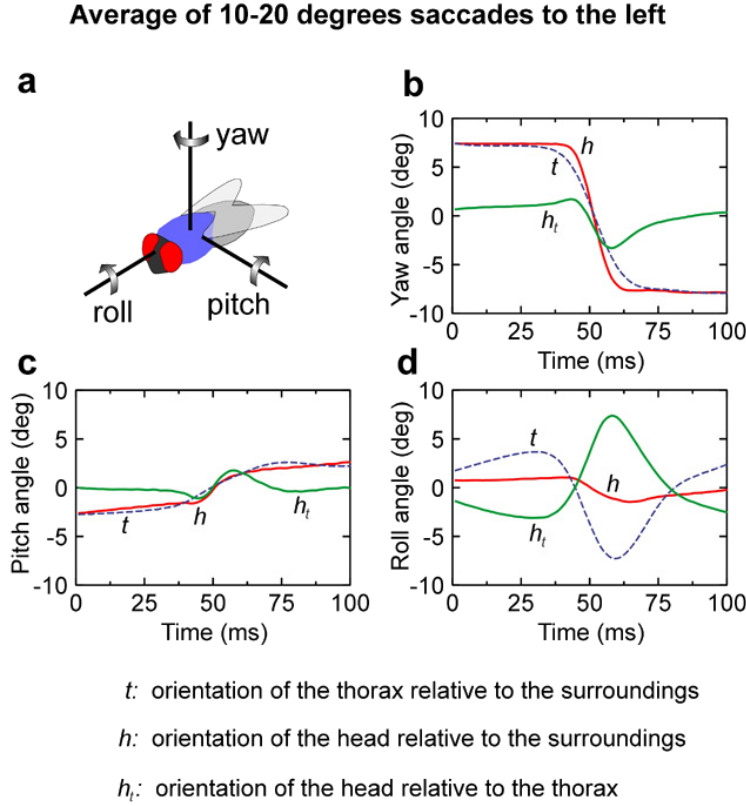 Average of 10-20 degrees saccades to the left
a
yaw
roll
pitch
b
10
5
0
-5
-10
Yaw angle (deg)
h
t
ht
0 25 50 75 100
Time (ms)
c
10
5
0
-5
-10
Pitch angle (deg)
t
h
ht
0 25 50 75 100
Time (ms)
d
10
5
0
-5
-10
Roll angle (deg)
t
h
ht
0 25 50 75 100
Time (ms)
t: orientation of the thorax relative to the surroundings
h: orientation of the head relative to the surroundings
ht: orientation of the head relative to the thorax